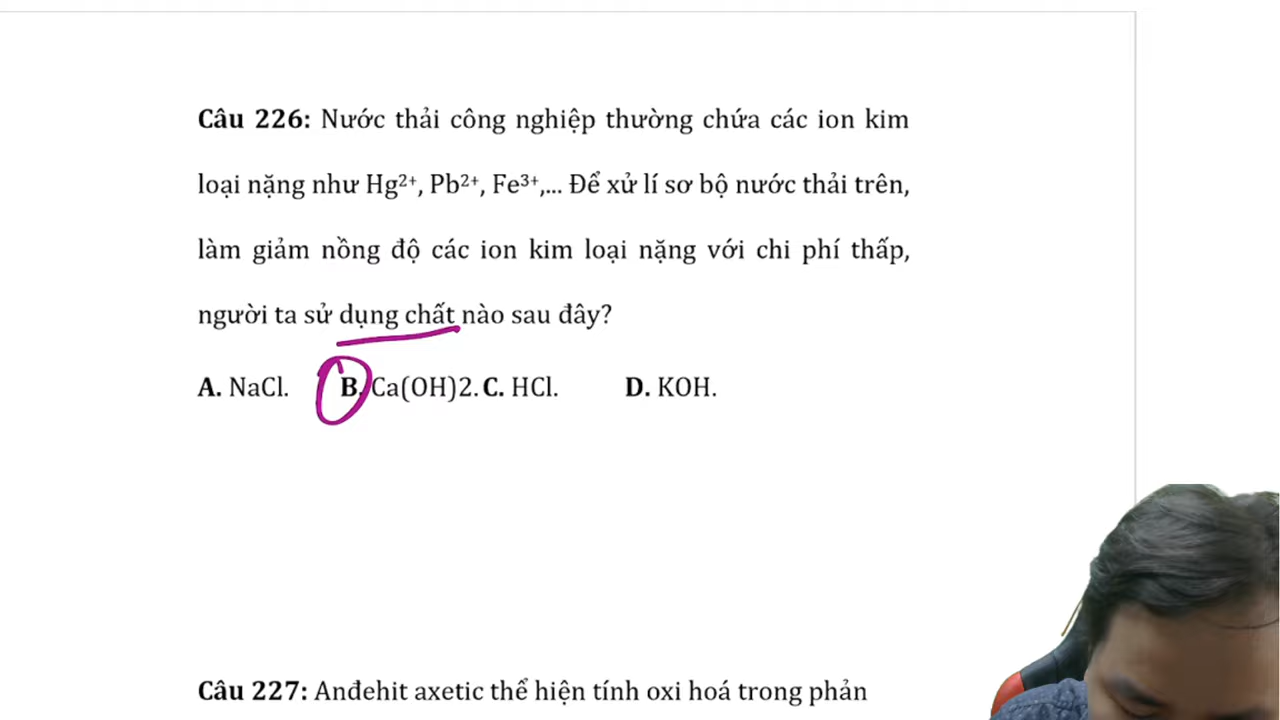 Câu 226: Nước thải công nghiệp thường chứa các ion kim
loại nặng như Hg²⁺, Pb²⁺, Fe³⁺,... Để xử lí sơ bộ nước thải trên,
làm giảm nồng độ các ion kim loại nặng với chi phí thấp,
người ta sử dụng chất nào sau đây?
A. NaCl. B. Ca(OH)2. C. HCl. D. KOH.
Câu 227: Anđehit axetic thể hiện tính oxi hoá trong phản